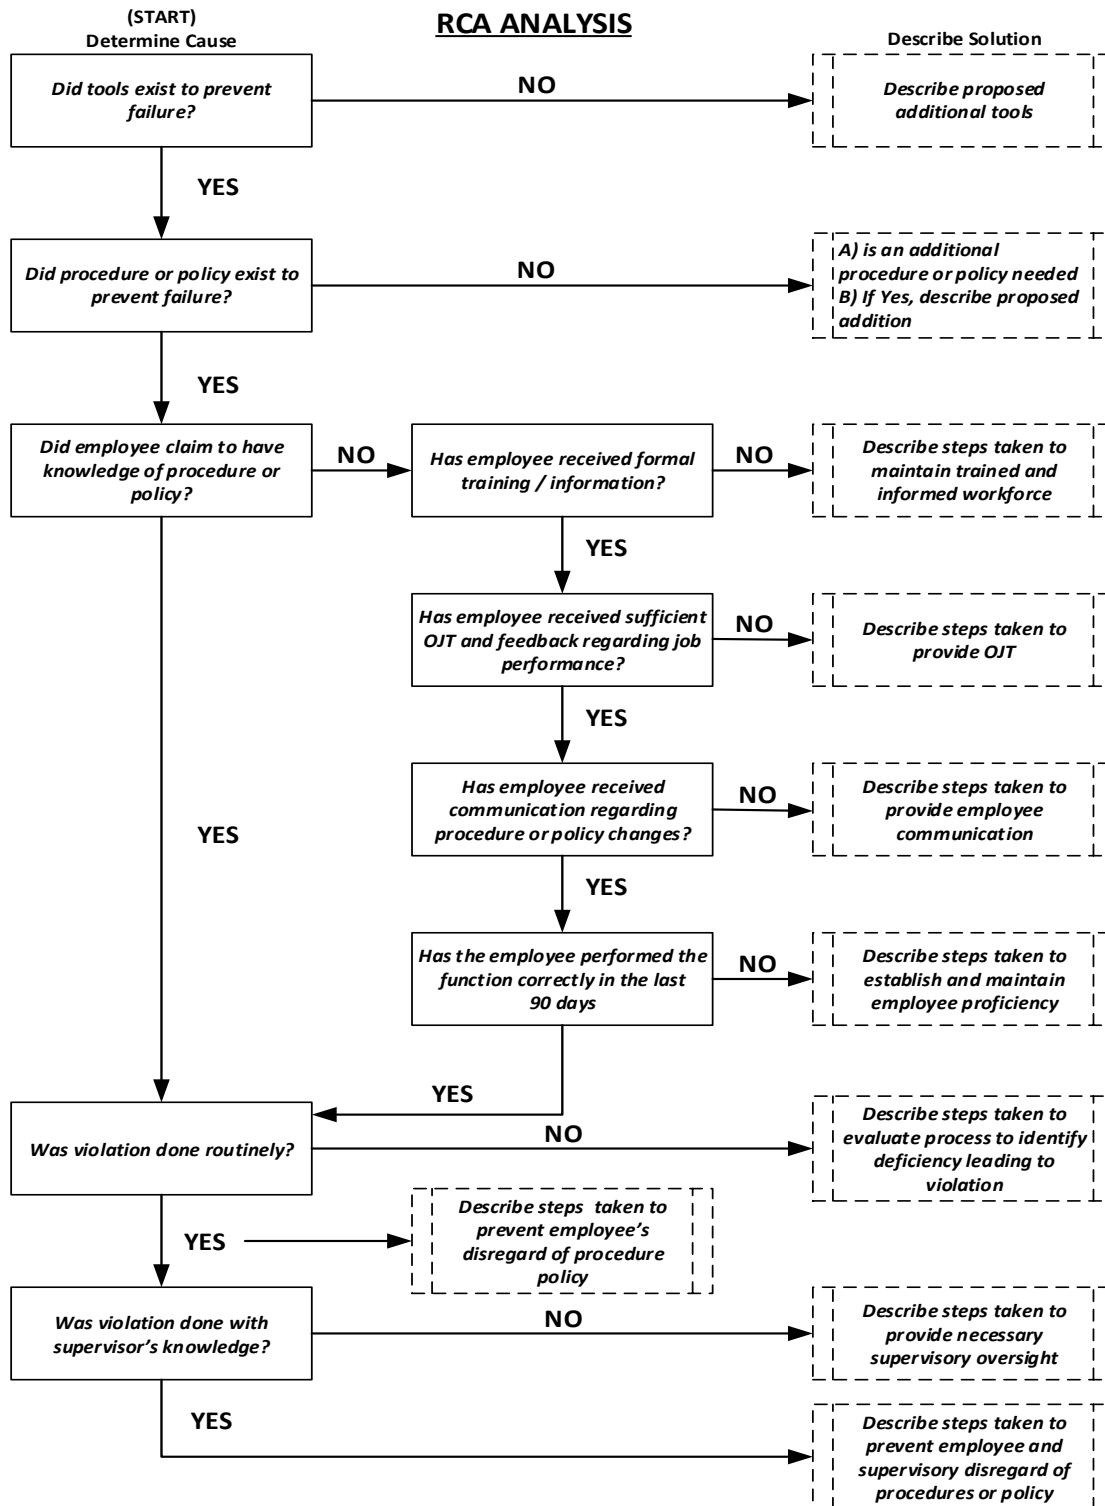 (START)
Determine Cause
RCA ANALYSIS
Describe Solution
Did tools exist to prevent
failure?
NO
Describe proposed
additional tools
YES
Did procedure or policy exist to
prevent failure?
NO
A) is an additional
procedure or policy needed
B) If Yes, describe proposed
addition
YES
Did employee claim to have
knowledge of procedure or
policy?
NO
Has employee received formal
training / information?
NO
Describe steps taken to
maintain trained and
informed workforce
YES
Has employee received sufficient
OJT and feedback regarding job
performance?
NO
Describe steps taken to
provide OJT
YES
Has employee received
communication regarding
procedure or policy changes?
NO
Describe steps taken to
provide employee
communication
YES
YES
Has the employee performed the
function correctly in the last
90 days
NO
Describe steps taken to
establish and maintain
employee proficiency
YES
Was violation done routinely?
NO
Describe steps taken to
evaluate process to identify
deficiency leading to
violation
YES
Describe steps  taken to
prevent employee’s
disregard of procedure
policy
Was violation done with
supervisor’s knowledge?
NO
Describe steps taken to
provide necessary
supervisory oversight
YES
Describe steps taken to
prevent employee and
supervisory disregard of
procedures or policy